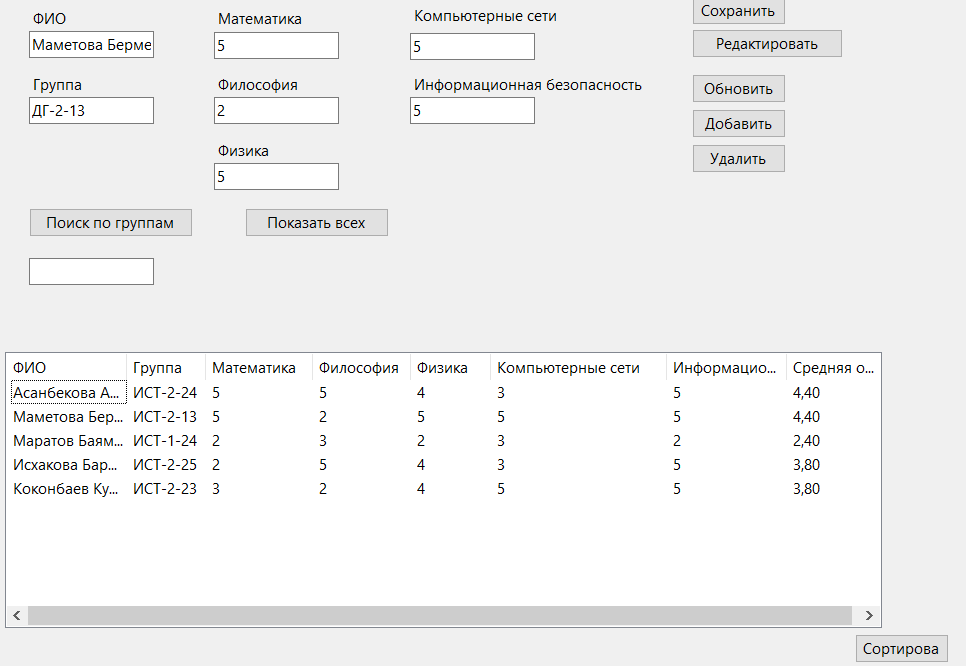 ФИО
Маметова Берме
Группа
ДГ-2-13
Математика
5
Философия
2
Физика
5
Компьютерные сети
5
Информационная безопасность
5
Сохранить
Редактировать
Обновить
Добавить
Удалить
Поиск по группам
Показать всех
ФИО Группа Математика Философия Физика Компьютерные сети Информацио... Средняя о...
Асанбекова А... ИСТ-2-24 5 5 4 3 5 4,40
Маметова Бер... ИСТ-2-13 5 2 5 5 5 4,40
Маратов Баям... ИСТ-1-24 2 3 2 3 2 2,40
Исхакова Бар... ИСТ-2-25 2 5 4 3 5 3,80
Коконбаев Ку... ИСТ-2-23 3 2 4 5 5 3,80
Сортирова